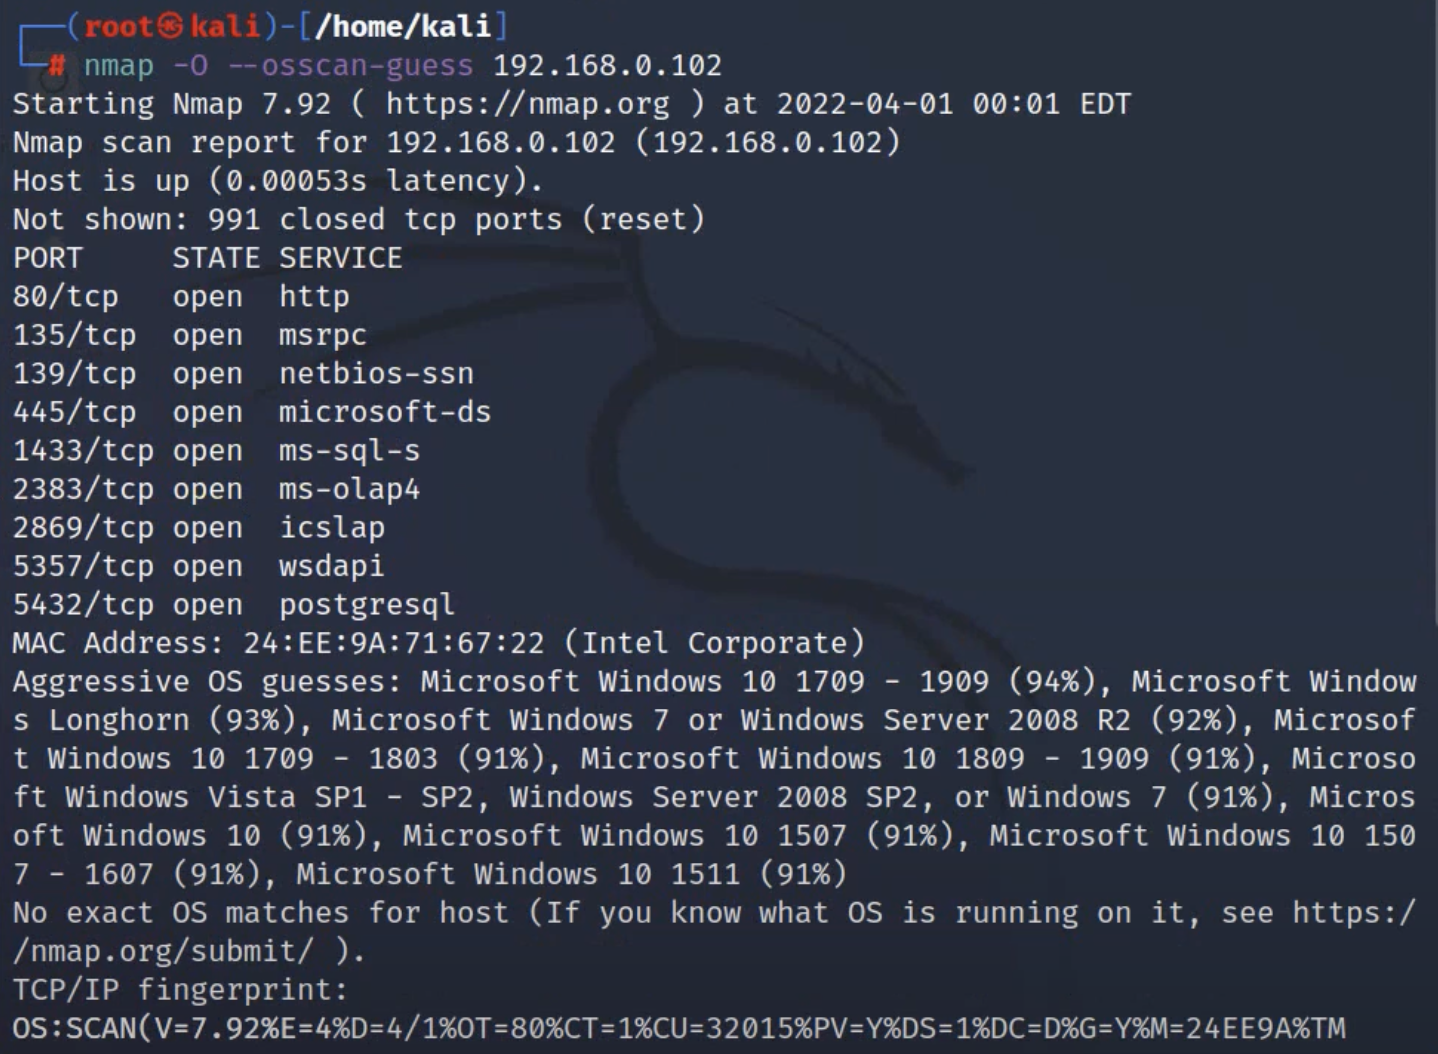 (root㉿kali)-[/home/kali]
# nmap -O --osscan-guess 192.168.0.102
Starting Nmap 7.92 ( https://nmap.org ) at 2022-04-01 00:01 EDT
Nmap scan report for 192.168.0.102 (192.168.0.102)
Host is up (0.00053s latency).
Not shown: 991 closed tcp ports (reset)
PORT     STATE SERVICE
80/tcp   open  http
135/tcp  open  msrpc
139/tcp  open  netbios-ssn
445/tcp  open  microsoft-ds
1433/tcp open  ms-sql-s
2383/tcp open  ms-olap4
2869/tcp open  icslap
5357/tcp open  wsdapi
5432/tcp open  postgresql
MAC Address: 24:EE:9A:71:67:22 (Intel Corporate)
Aggressive OS guesses: Microsoft Windows 10 1709 - 1909 (94%), Microsoft Window
s Longhorn (93%), Microsoft Windows 7 or Windows Server 2008 R2 (92%), Microsof
t Windows 10 1709 - 1803 (91%), Microsoft Windows 10 1809 - 1909 (91%), Microso
ft Windows Vista SP1 - SP2, Windows Server 2008 SP2, or Windows 7 (91%), Micros
oft Windows 10 (91%), Microsoft Windows 10 1507 (91%), Microsoft Windows 10 150
7 - 1607 (91%), Microsoft Windows 10 1511 (91%)
No exact OS matches for host (If you know what OS is running on it, see https:/
/nmap.org/submit/ ).
TCP/IP fingerprint:
OS:SCAN(V=7.92%E=4%D=4/1%OT=80%CT=1%CU=32015%PV=Y%DS=1%DC=D%G=Y%M=24EE9A%TM